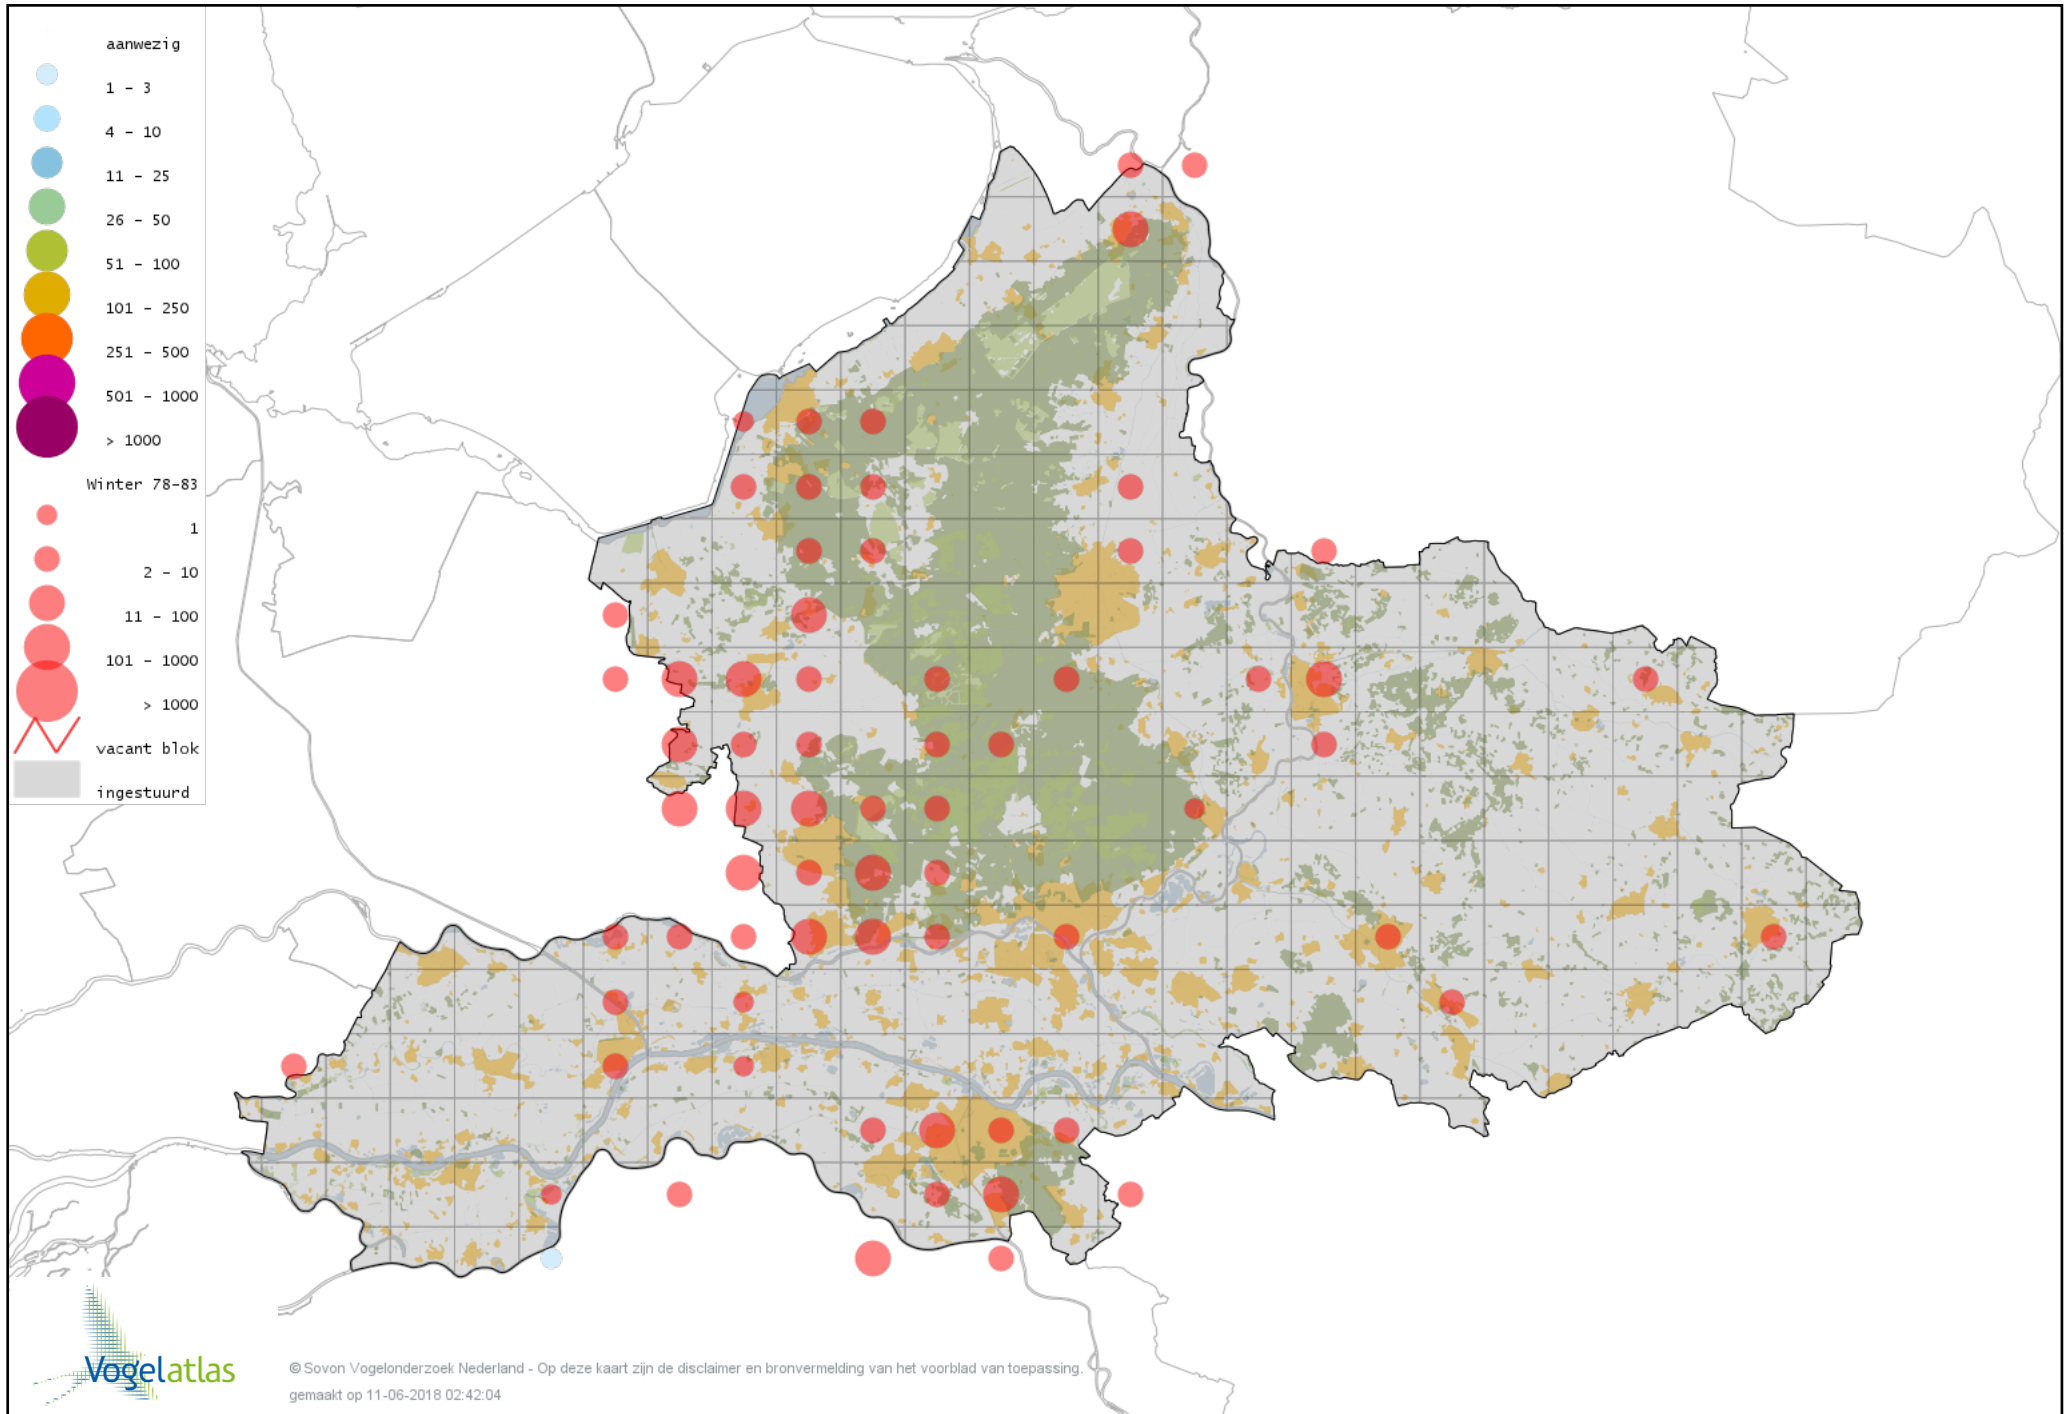 aanwezig
1 - 3
4 - 10
11 - 25
26 - 50
51 - 100
101 - 250
251 - 500
501 - 1000
> 1000
Winter 78-83
1
2 - 10
11 - 100
101 - 1000
> 1000
vacant blok
ingestuurd
Vogelatlas
© Sovon Vogelonderzoek Nederland - Op deze kaart zijn de disclaimer en bronvermelding van het voorblad van toepassing.
gemaakt op 11-06-2018 02:42:04